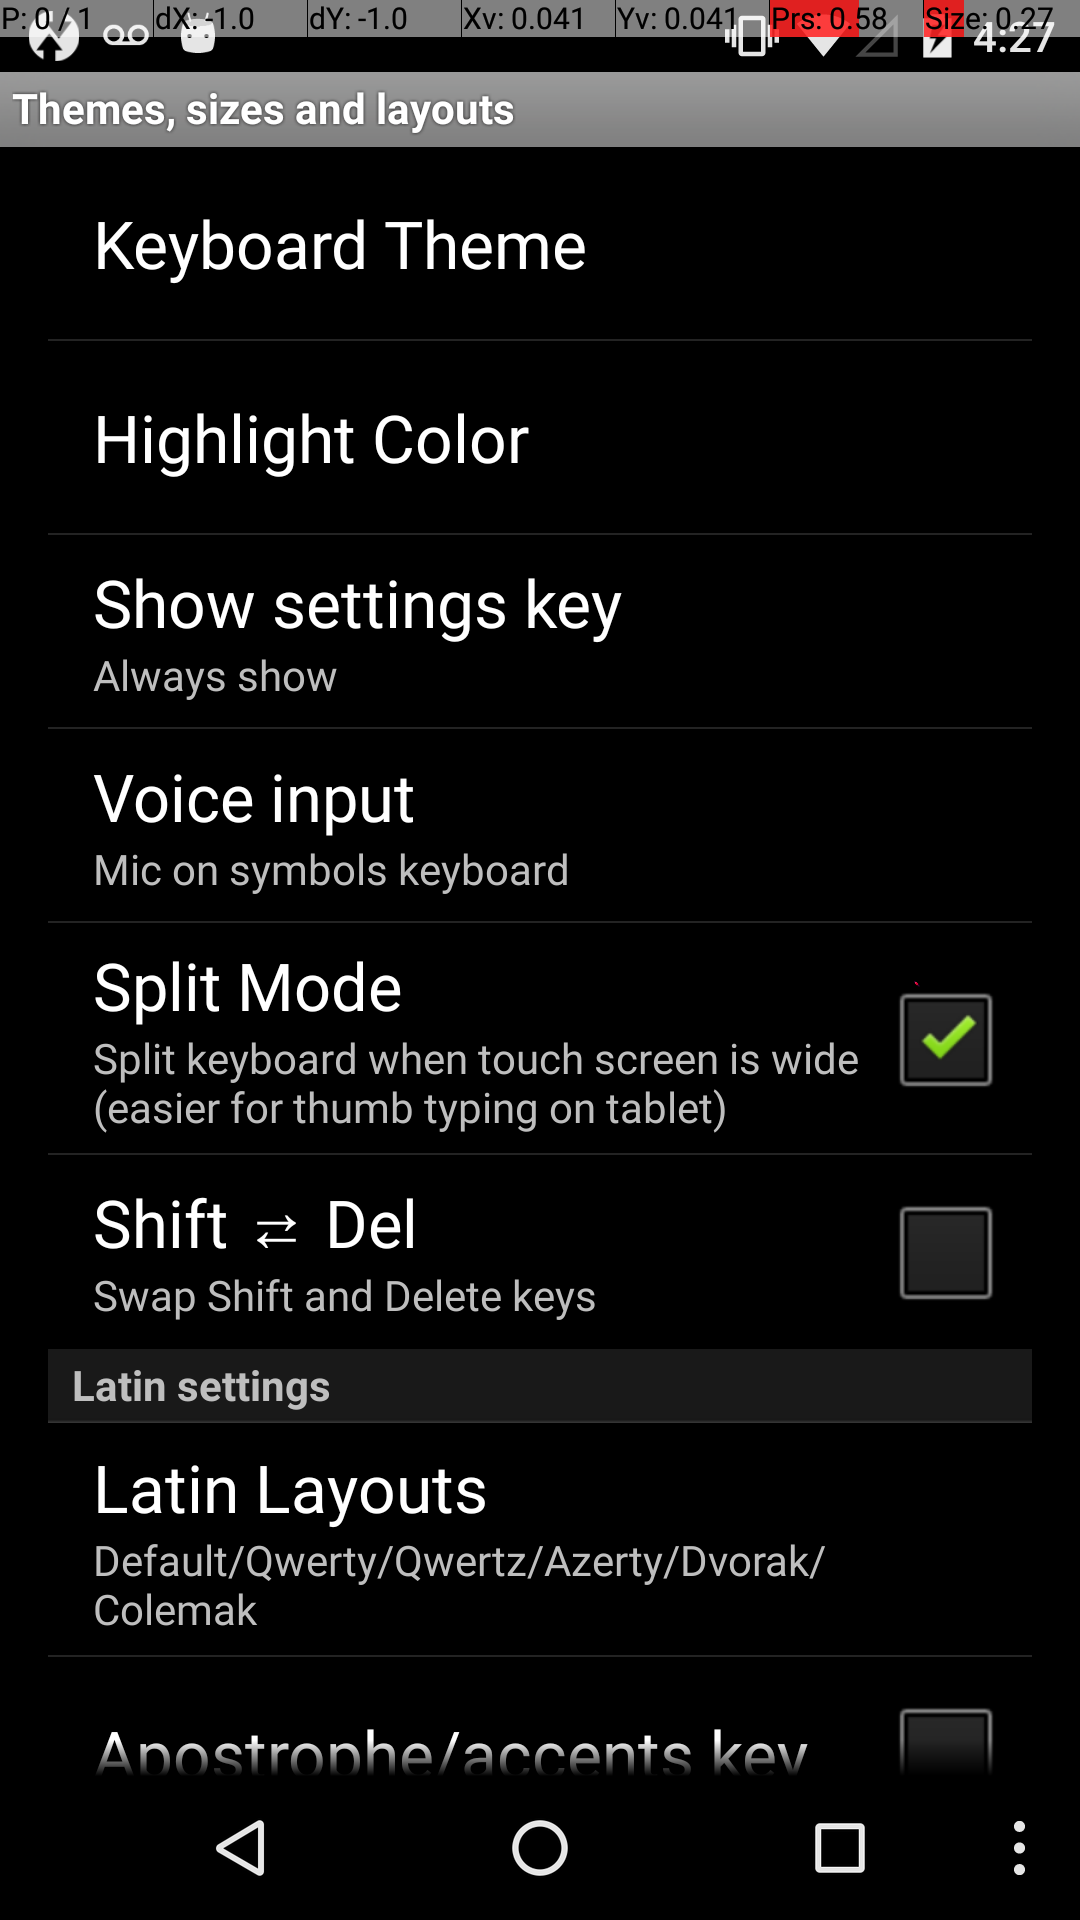 P: 0 / 1 dX: -1.0 dY: -1.0 Xv: 0.041 Yv: 0.041 Prs: 0.58 Size: 0.27
4:27
Themes, sizes and layouts
Keyboard Theme
Highlight Color
Show settings key
Always show
Voice input
Mic on symbols keyboard
Split Mode
Split keyboard when touch screen is wide
(easier for thumb typing on tablet)
Shift ⇄ Del
Swap Shift and Delete keys
Latin settings
Latin Layouts
Default/Qwerty/Qwertz/Azerty/Dvorak/
Colemak
Apostrophe/accents key